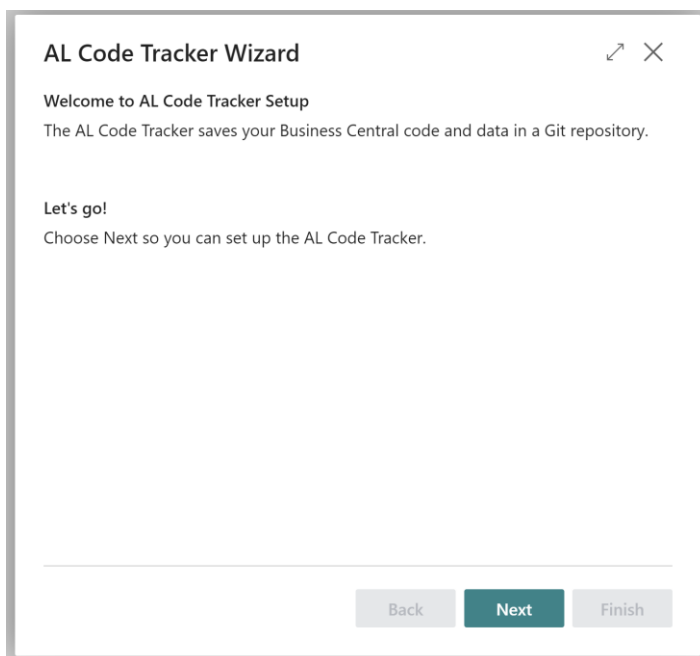 AL Code Tracker Wizard
Welcome to AL Code Tracker Setup
The AL Code Tracker saves your Business Central code and data in a Git repository.
Let's go!
Choose Next so you can set up the AL Code Tracker.
Back
Next
Finish